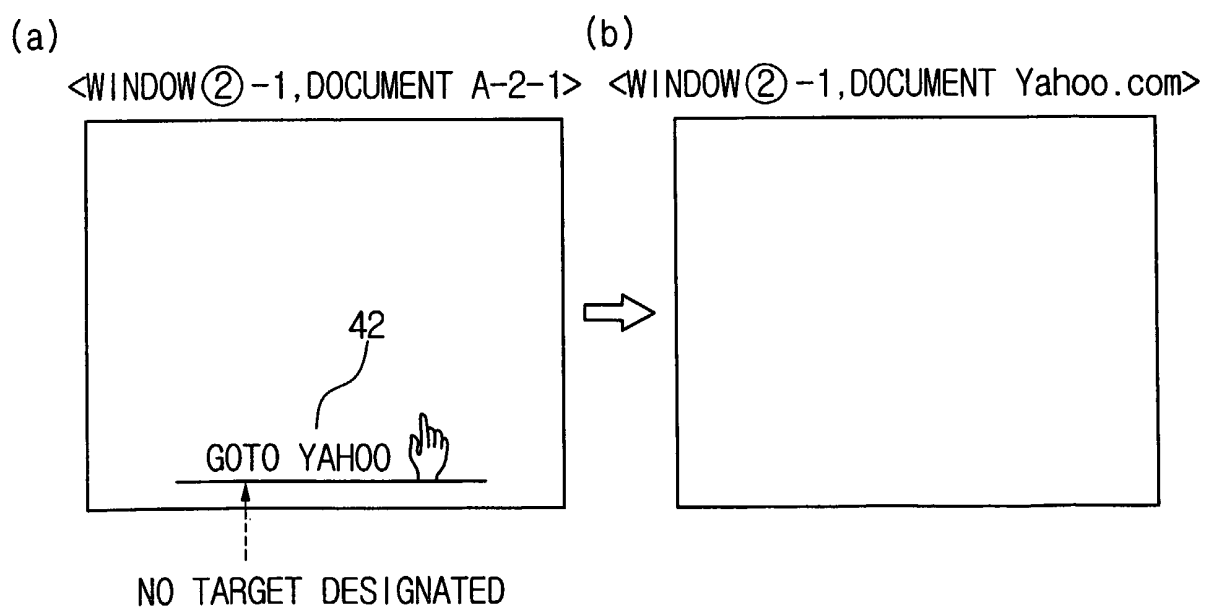 (a)
<WINDOW②-1,DOCUMENT A-2-1>
42
GOTO YAHOO
NO TARGET DESIGNATED
(b)
<WINDOW②-1,DOCUMENT Yahoo.com>